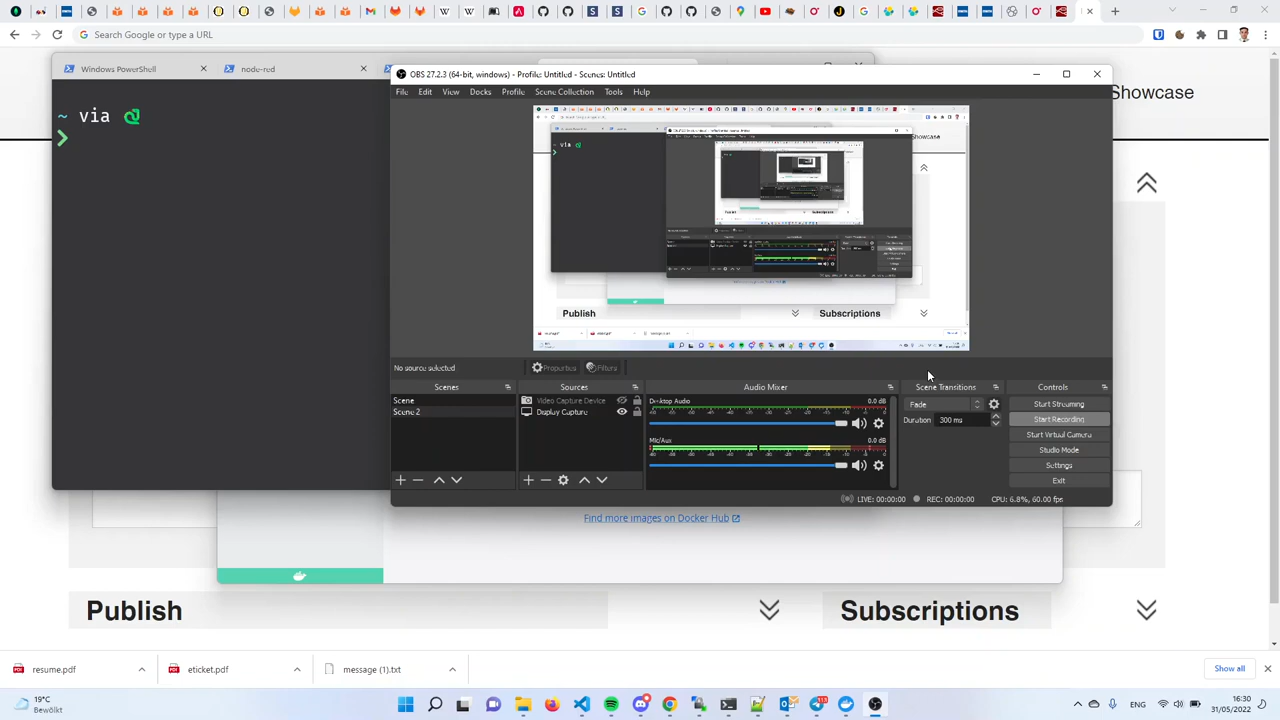 Search Google or type a URL
Windows PowerShell
node-red
Showcase
~ via
OBS 27.2.3 (64-bit, windows) - Profile: Untitled - Scenes: Untitled
File Edit View Docks Profile Scene Collection Tools Help
via
Showcase
Publish Subscriptions
Publish Subscriptions
No source selected Properties Filters
Scenes Sources Audio Mixer Scene Transitions Controls
Scene
Scene 2
Video Capture Device
Display Capture
Desktop Audio 0.0 dB
Mic/Aux 0.0 dB
Fade
Duration 300 ms
Start Streaming
Start Recording
Start Virtual Camera
Studio Mode
Settings
Exit
LIVE: 00:00:00 REC: 00:00:00 CPU: 6.8%, 60.00 fps
Find more images on Docker Hub
Publish Subscriptions
resume.pdf eticket.pdf message (1).txt Show all
19°C
Bewölkt
ENG 16:30
31/05/2022